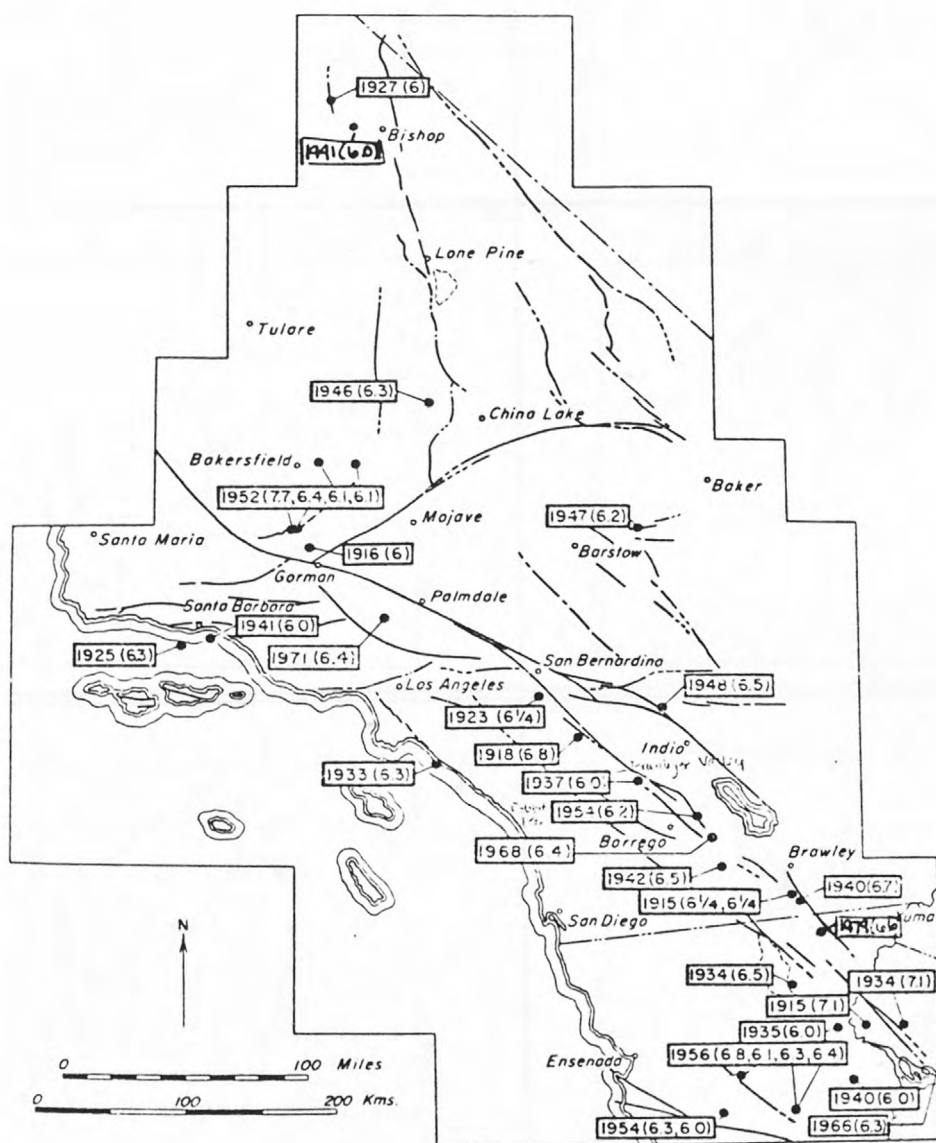 1927(6)
Bishop
Lone Pine
Tulare
1946(6.3)
China Lake
Bakersfield
1952(7.7,6.4,6.1,6.1)
Baker
Mojave
1947(6.2)
Santa Maria
Barstow
1916(6)
Gorman
Palmdale
Santa Barbara
1941(6.0)
1925(6.3)
1971(6.4)
San Bernardino
Los Angeles
1948(6.5)
1923(6¼)
1918(6.8)
Indio
1933(6.3)
1937(6.0)
1954(6.2)
Borrego
1968(6.4)
Brawley
1942(6.5)
1940(6.7)
1915(6¼,6¼)
San Diego
N
1934(6.5)
1934(7.1)
1915(7.1)
1935(6.0)
1956(6.8,6.1,6.3,6.4)
Ensenada
0 100
Miles
0 200 Kms.
1940(6.0)
1954(6.3,6.0)
1966(6.3)